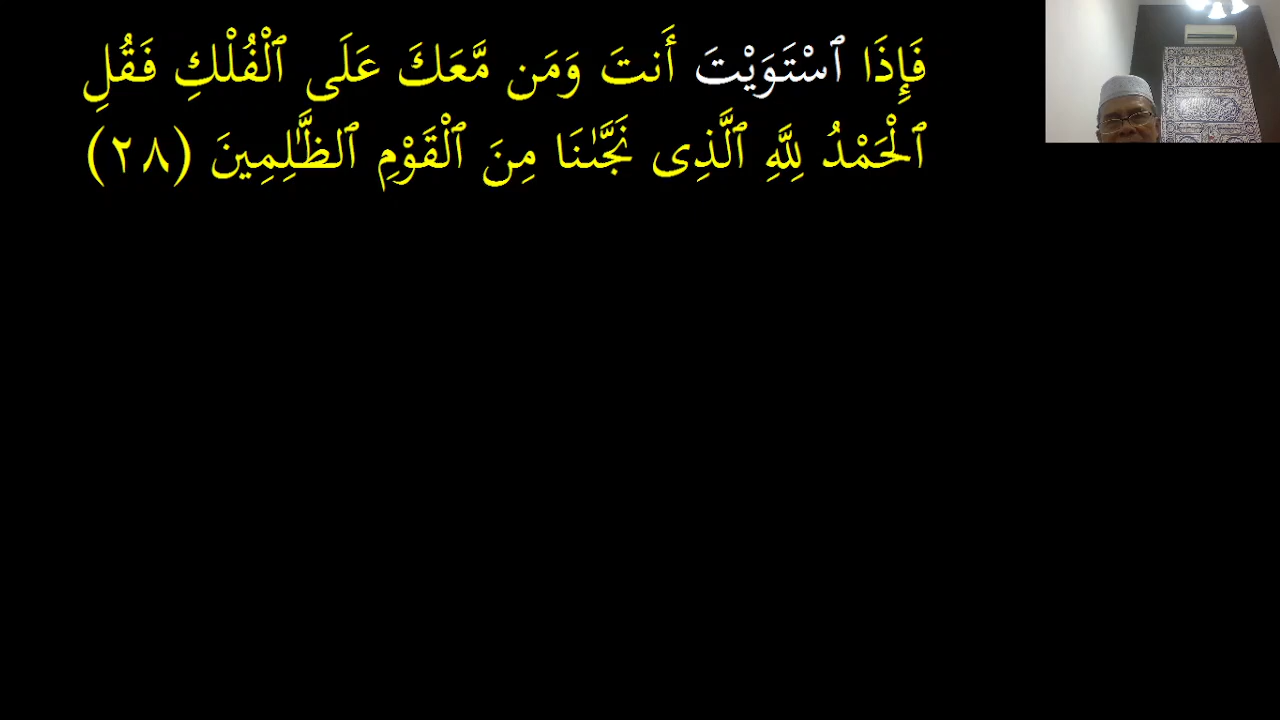 فَإِذَا ٱسْتَوَيْتَ أَنتَ وَمَن مَّعَكَ عَلَى ٱلْفُلْكِ فَقُلِ
ٱلْحَمْدُ لِلَّهِ ٱلَّذِى نَجَّىٰنَا مِنَ ٱلْقَوْمِ ٱلظَّٰلِمِينَ (٢٨)